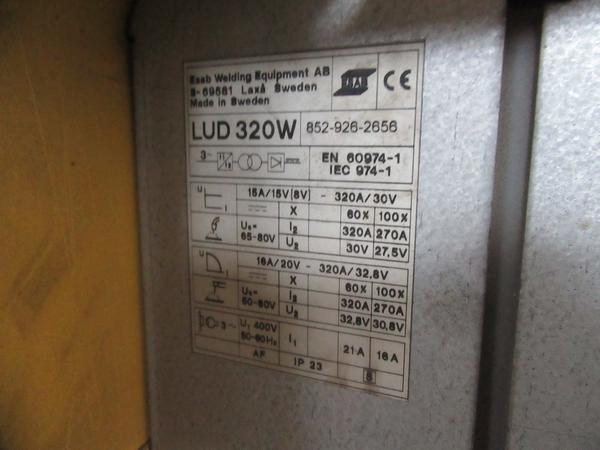 Esab Welding Equipment AB
S-69581 Laxå Sweden
Made in Sweden
ESAB
CE
LUD 320W 852-926-2656
3~
EN 60974-1
IEC 974-1
U I 15A/15V(8V) - 320A/30V
X 60% 100%
U₀= 65-80V I₂ 320A 270A
U₂ 30V 27,5V
U I 16A/20V - 320A/32,8V
X 60% 100%
U₀= 50-80V I₂ 320A 270A
U₂ 32,8V 30,8V
3~ U₁ 400V 50-60Hz I₁ 21A 16A
AF IP 23 S